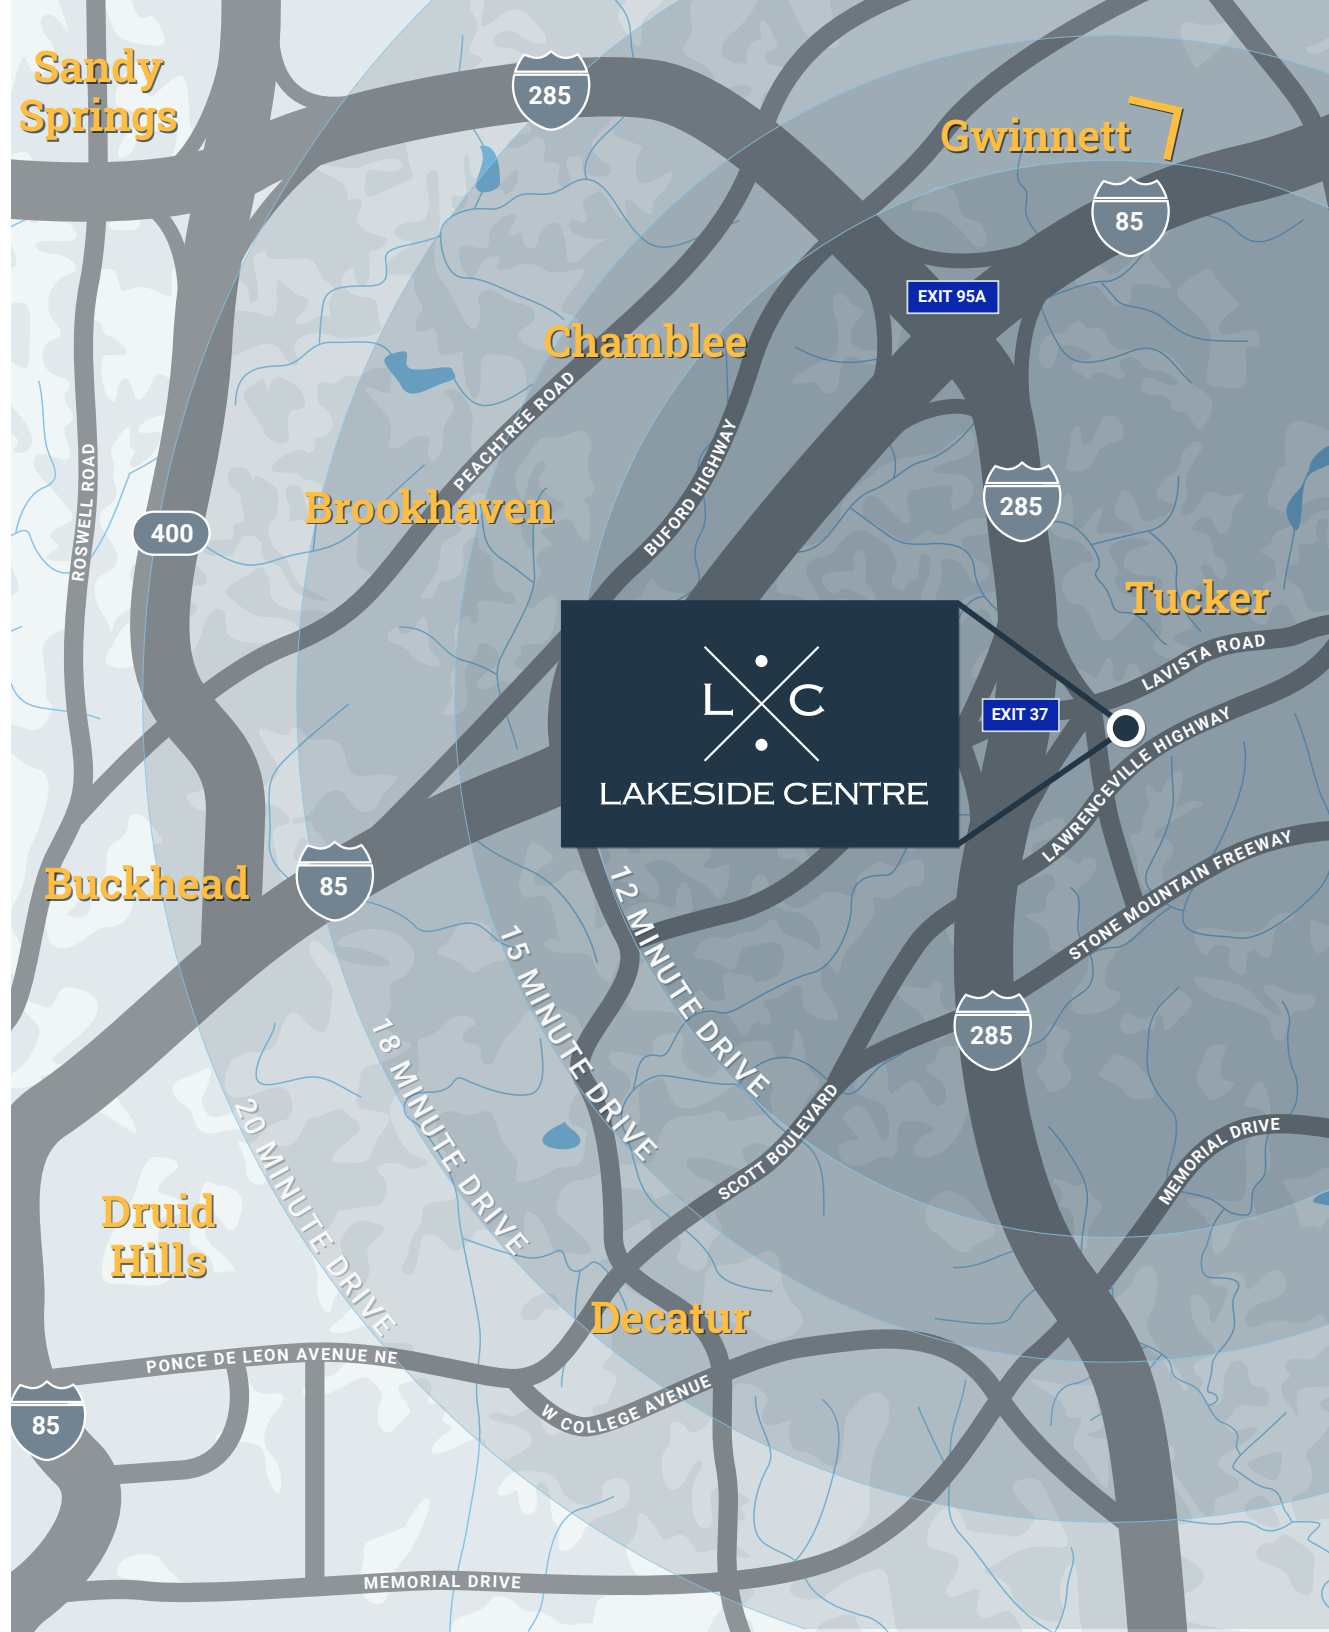 Sandy
Springs
285
Gwinnett
85
EXIT 95A
Chamblee
PEACHTREE ROAD
BUFORD HIGHWAY
ROSWELL ROAD
Brookhaven
400
285
Tucker
LAVISTA ROAD
L C
LAKESIDE CENTRE
EXIT 37
LAWRENCEVILLE HIGHWAY
STONE MOUNTAIN FREEWAY
Buckhead
85
12 MINUTE DRIVE
15 MINUTE DRIVE
18 MINUTE DRIVE
20 MINUTE DRIVE
285
SCOTT BOULEVARD
MEMORIAL DRIVE
Druid
Hills
Decatur
PONCE DE LEON AVENUE NE
W COLLEGE AVENUE
85
MEMORIAL DRIVE